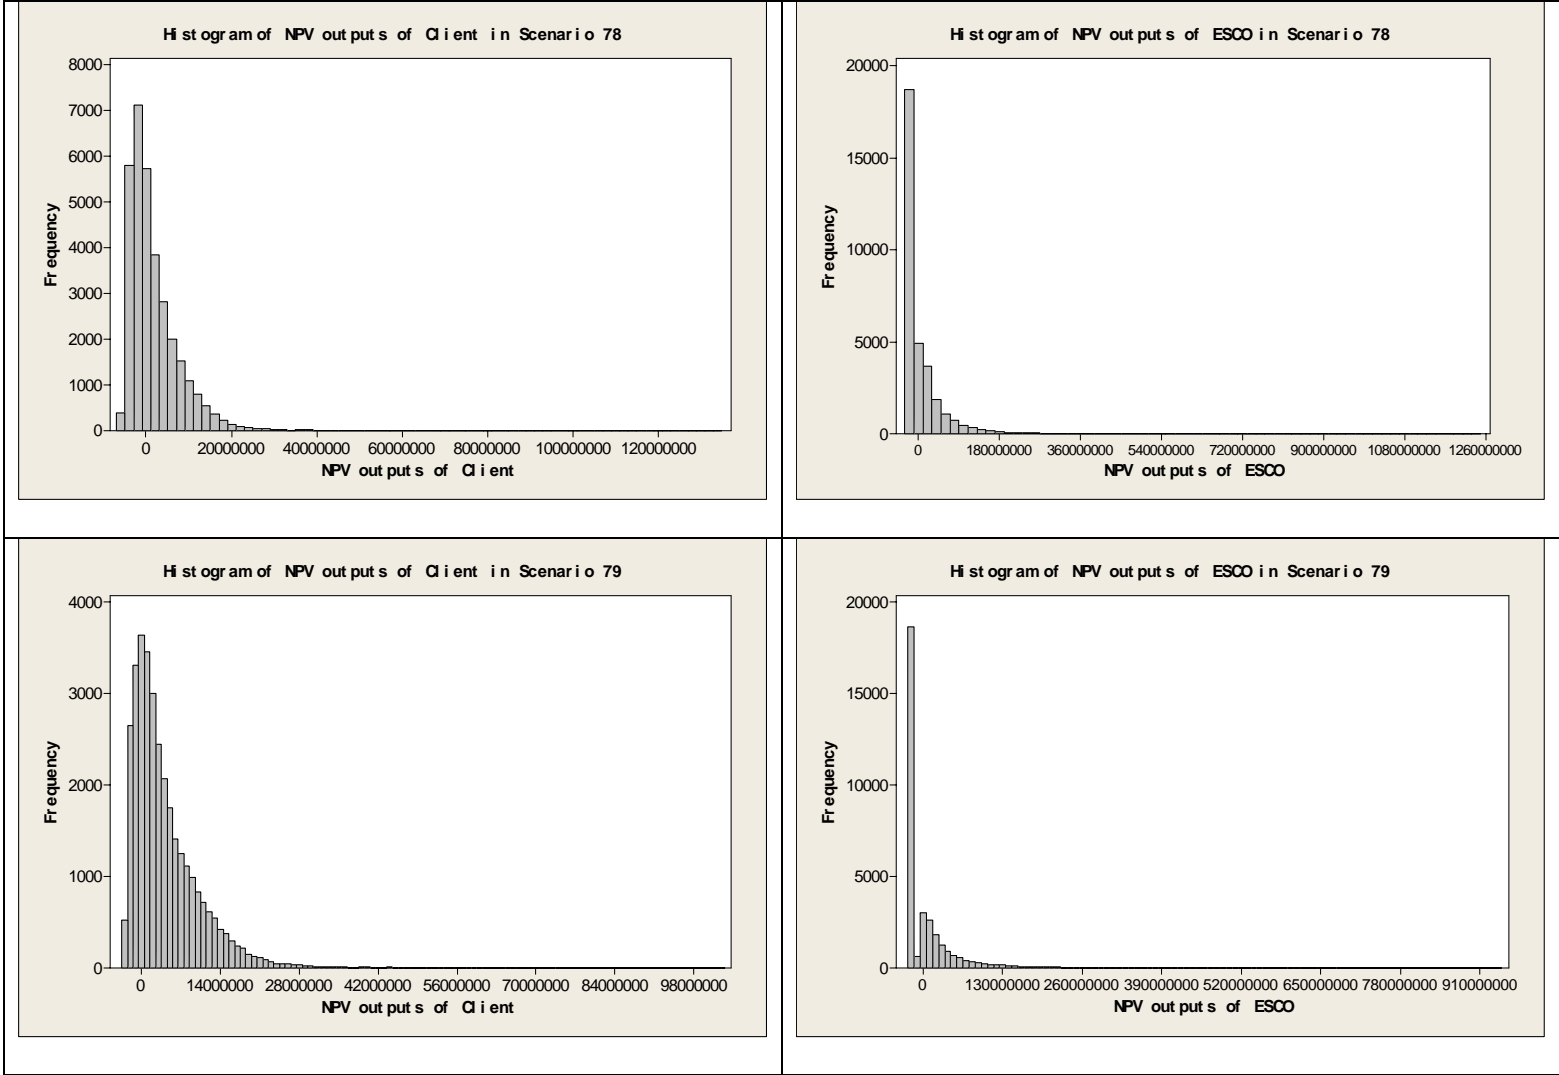 Histogram of NPV outputs of Client in Scenario 78
8000
7000
6000
5000
4000
3000
2000
1000
0
Frequency
0 20000000 40000000 60000000 80000000 100000000 120000000
NPV outputs of Client
Histogram of NPV outputs of ESCO in Scenario 78
20000
15000
10000
5000
0
Frequency
0 180000000 360000000 540000000 720000000 900000000 1080000000 1260000000
NPV outputs of ESCO
Histogram of NPV outputs of Client in Scenario 79
4000
3000
2000
1000
0
Frequency
0 14000000 28000000 42000000 56000000 70000000 84000000 98000000
NPV outputs of Client
Histogram of NPV outputs of ESCO in Scenario 79
20000
15000
10000
5000
0
Frequency
0 130000000 260000000 390000000 520000000 650000000 780000000 910000000
NPV outputs of ESCO